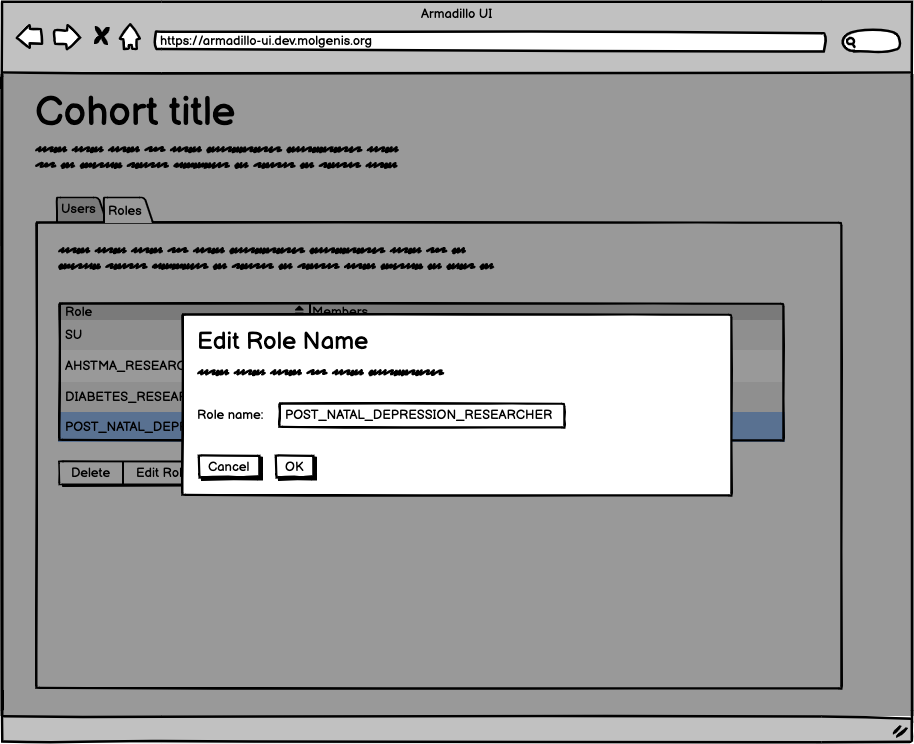 Armadillo UI
https://armadillo-ui.dev.molgenis.org
Cohort title
Users Roles
Role Members
SU
AHSTMA_RESEARC
DIABETES_RESEAR
POST_NATAL_DEPR
Delete Edit Rol
Edit Role Name
Role name: POST_NATAL_DEPRESSION_RESEARCHER
Cancel OK